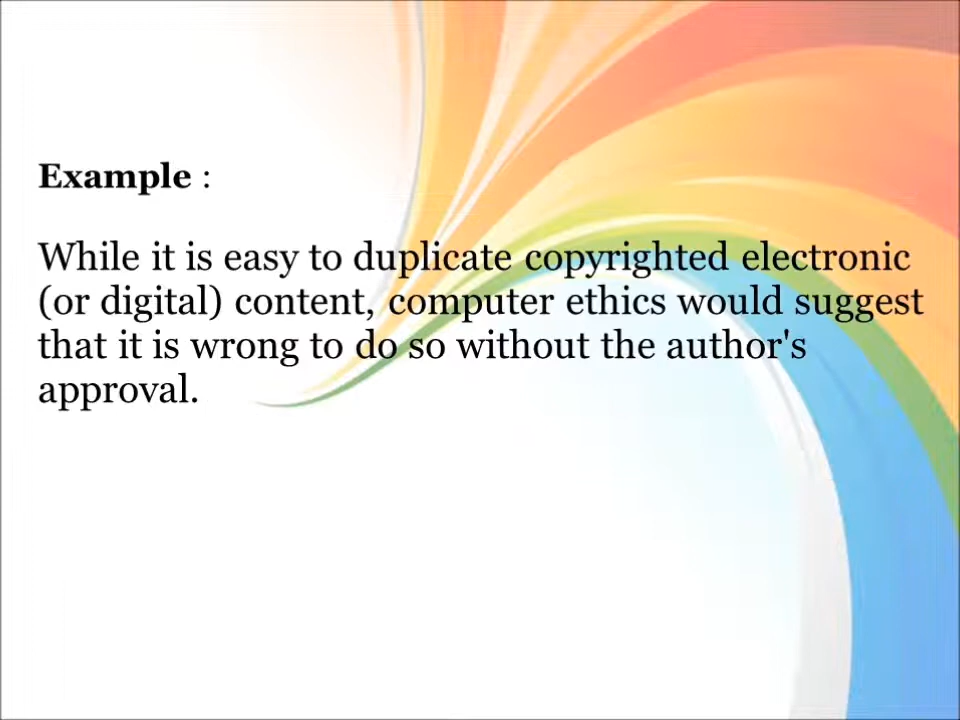 Example :
While it is easy to duplicate copyrighted electronic
(or digital) content, computer ethics would suggest
that it is wrong to do so without the author's
approval.